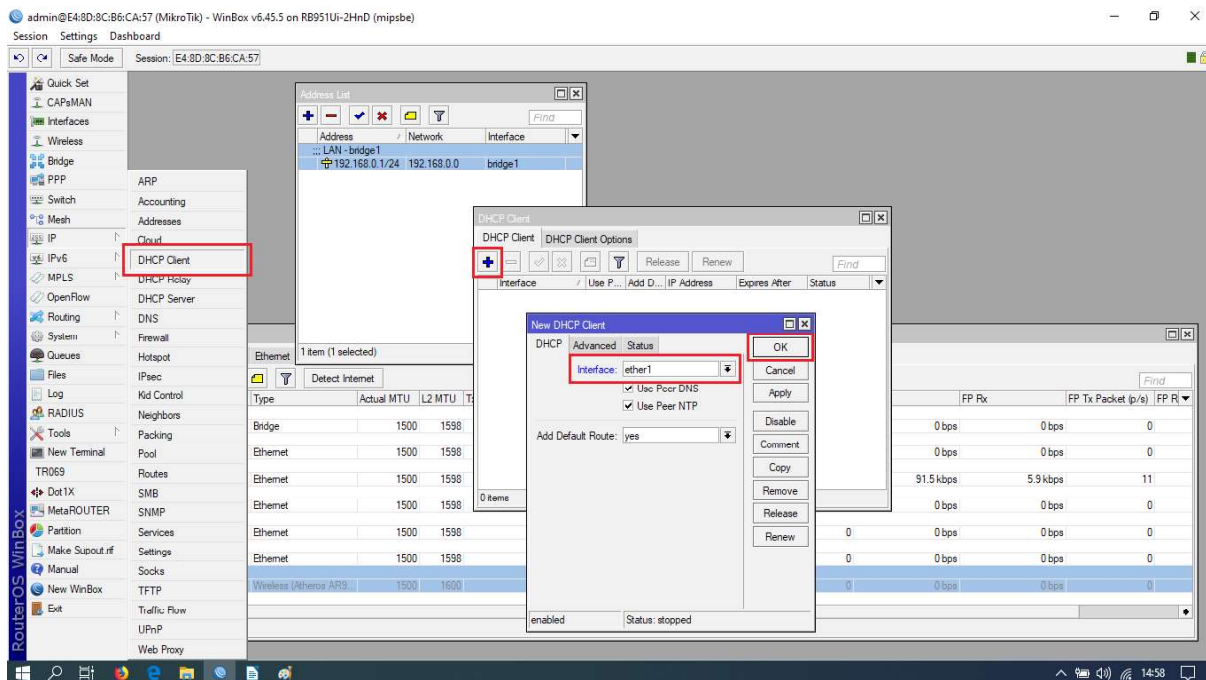 admin@E4:8D:8C:B6:CA:57 (MikroTik) - WinBox v6.45.5 on RB951Ui-2HnD (mipsbe)
Session Settings Dashboard
Safe Mode Session: E4:8D:8C:B6:CA:57
Quick Set
CAPsMAN
Interfaces
Wireless
Bridge
PPP
Switch
Mesh
IP
IPv6
MPLS
OpenFlow
Routing
System
Queues
Files
Log
RADIUS
Tools
New Terminal
TR069
Dot1X
MetaROUTER
Partition
Make Supout.rif
Manual
New WinBox
Exit
RouterOS WinBox
ARP
Accounting
Addresses
Cloud
DHCP Client
DHCP Relay
DHCP Server
DNS
Firewall
Hotspot
IPsec
Kid Control
Neighbors
Packing
Pool
Routes
SMB
SNMP
Services
Settings
Socks
TFTP
Traffic Flow
UPnP
Web Proxy
Address List
Find
Address Network Interface
::: LAN - bridge1
192.168.0.1/24 192.168.0.0 bridge1
1 item (1 selected)
DHCP Client
DHCP Client DHCP Client Options
Release Renew Find
Interface Use P... Add D... IP Address Expires After Status
0 items
New DHCP Client
DHCP Advanced Status
Interface: ether1
Use Peer DNS
Use Peer NTP
Add Default Route: yes
OK
Cancel
Apply
Disable
Comment
Copy
Remove
Release
Renew
enabled Status: stopped
Ethernet
Detect Internet Find
Type Actual MTU L2 MTU FP Rx FP Tx Packet (p/s) FP R
Bridge 1500 1598 0 bps 0 bps 0
Ethernet 1500 1598 0 bps 0 bps 0
Ethernet 1500 1598 91.5 kbps 5.9 kbps 11
Ethernet 1500 1598 0 bps 0 bps 0
Ethernet 1500 1598 0 0 bps 0 bps 0
Ethernet 1500 1598 0 0 bps 0 bps 0
Wireless (Atheros AR9... 1500 1600 0 0 bps 0 bps 0
14:58